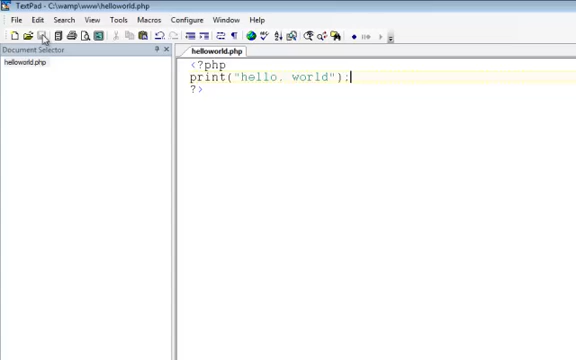 TextPad - C:\wamp\www\helloworld.php
File Edit Search View Tools Macros Configure Window Help
Document Selector
helloworld.php
helloworld.php
<?php
print("hello, world");
?>